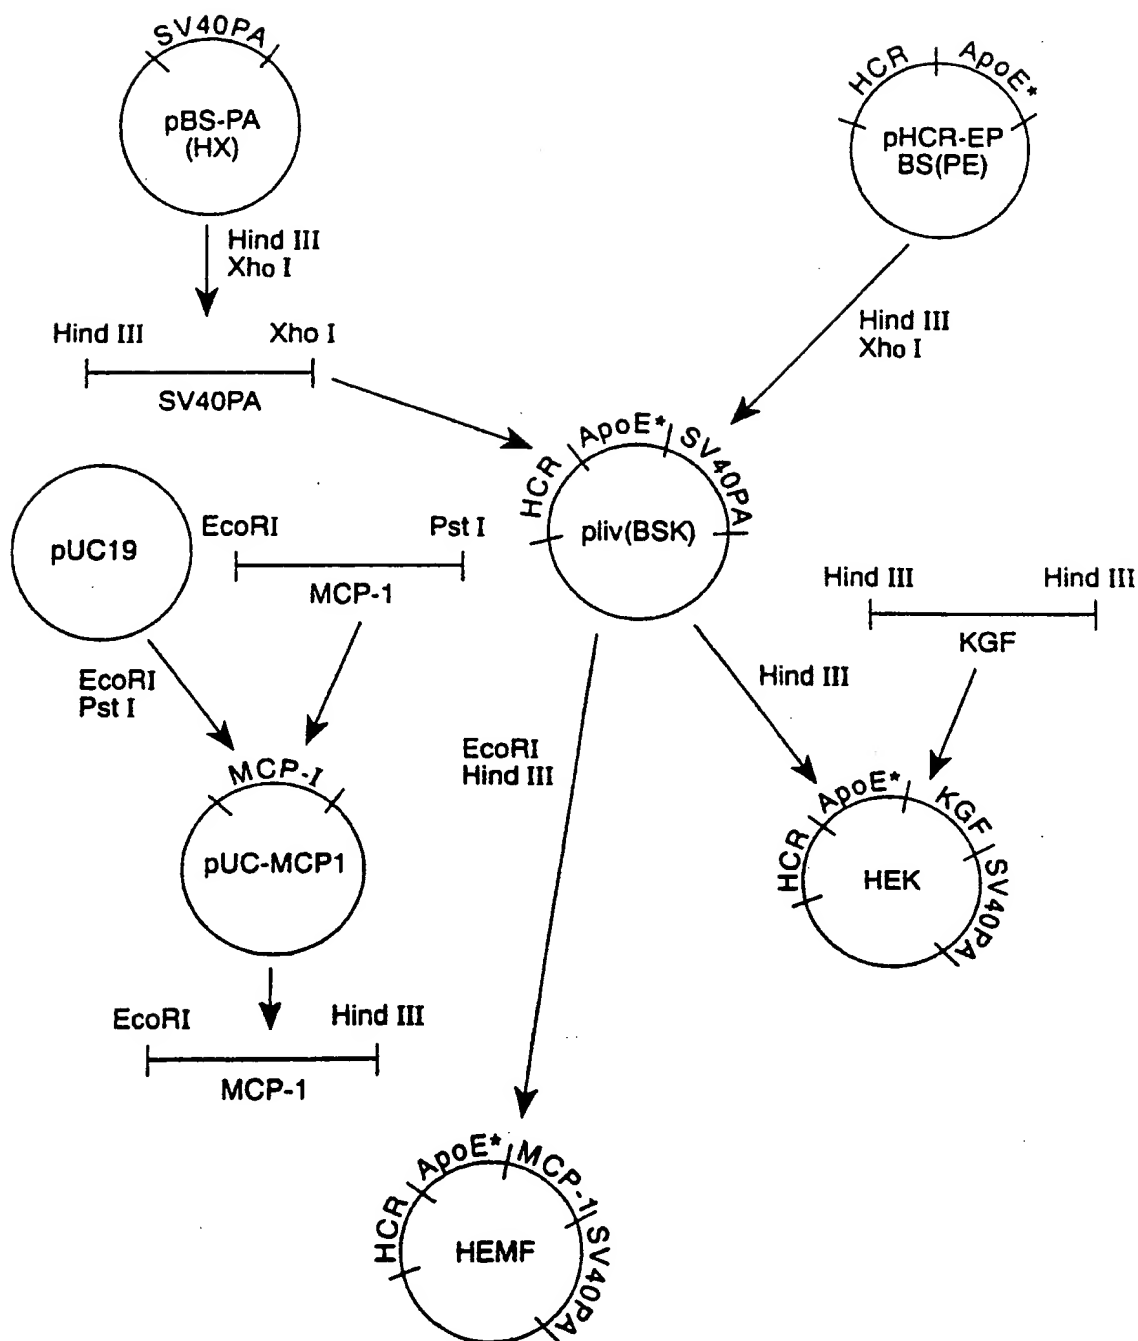 SV40PA
pBS-PA
(HX)
HCR
ApoE*
pHCR-EP
BS(PE)
Hind III
Xho I
Hind III
Xho I
SV40PA
Hind III
Xho I
HCR
ApoE*
SV40PA
pliv(BSK)
pUC19
EcoRI
Pst I
MCP-1
EcoRI
Pst I
Hind III
Hind III
KGF
Hind III
EcoRI
Hind III
MCP-I
pUC-MCP1
HCR
ApoE*
KGF
SV40PA
HEK
EcoRI
Hind III
MCP-1
HCR
ApoE*
MCP-1
SV40PA
HEMF